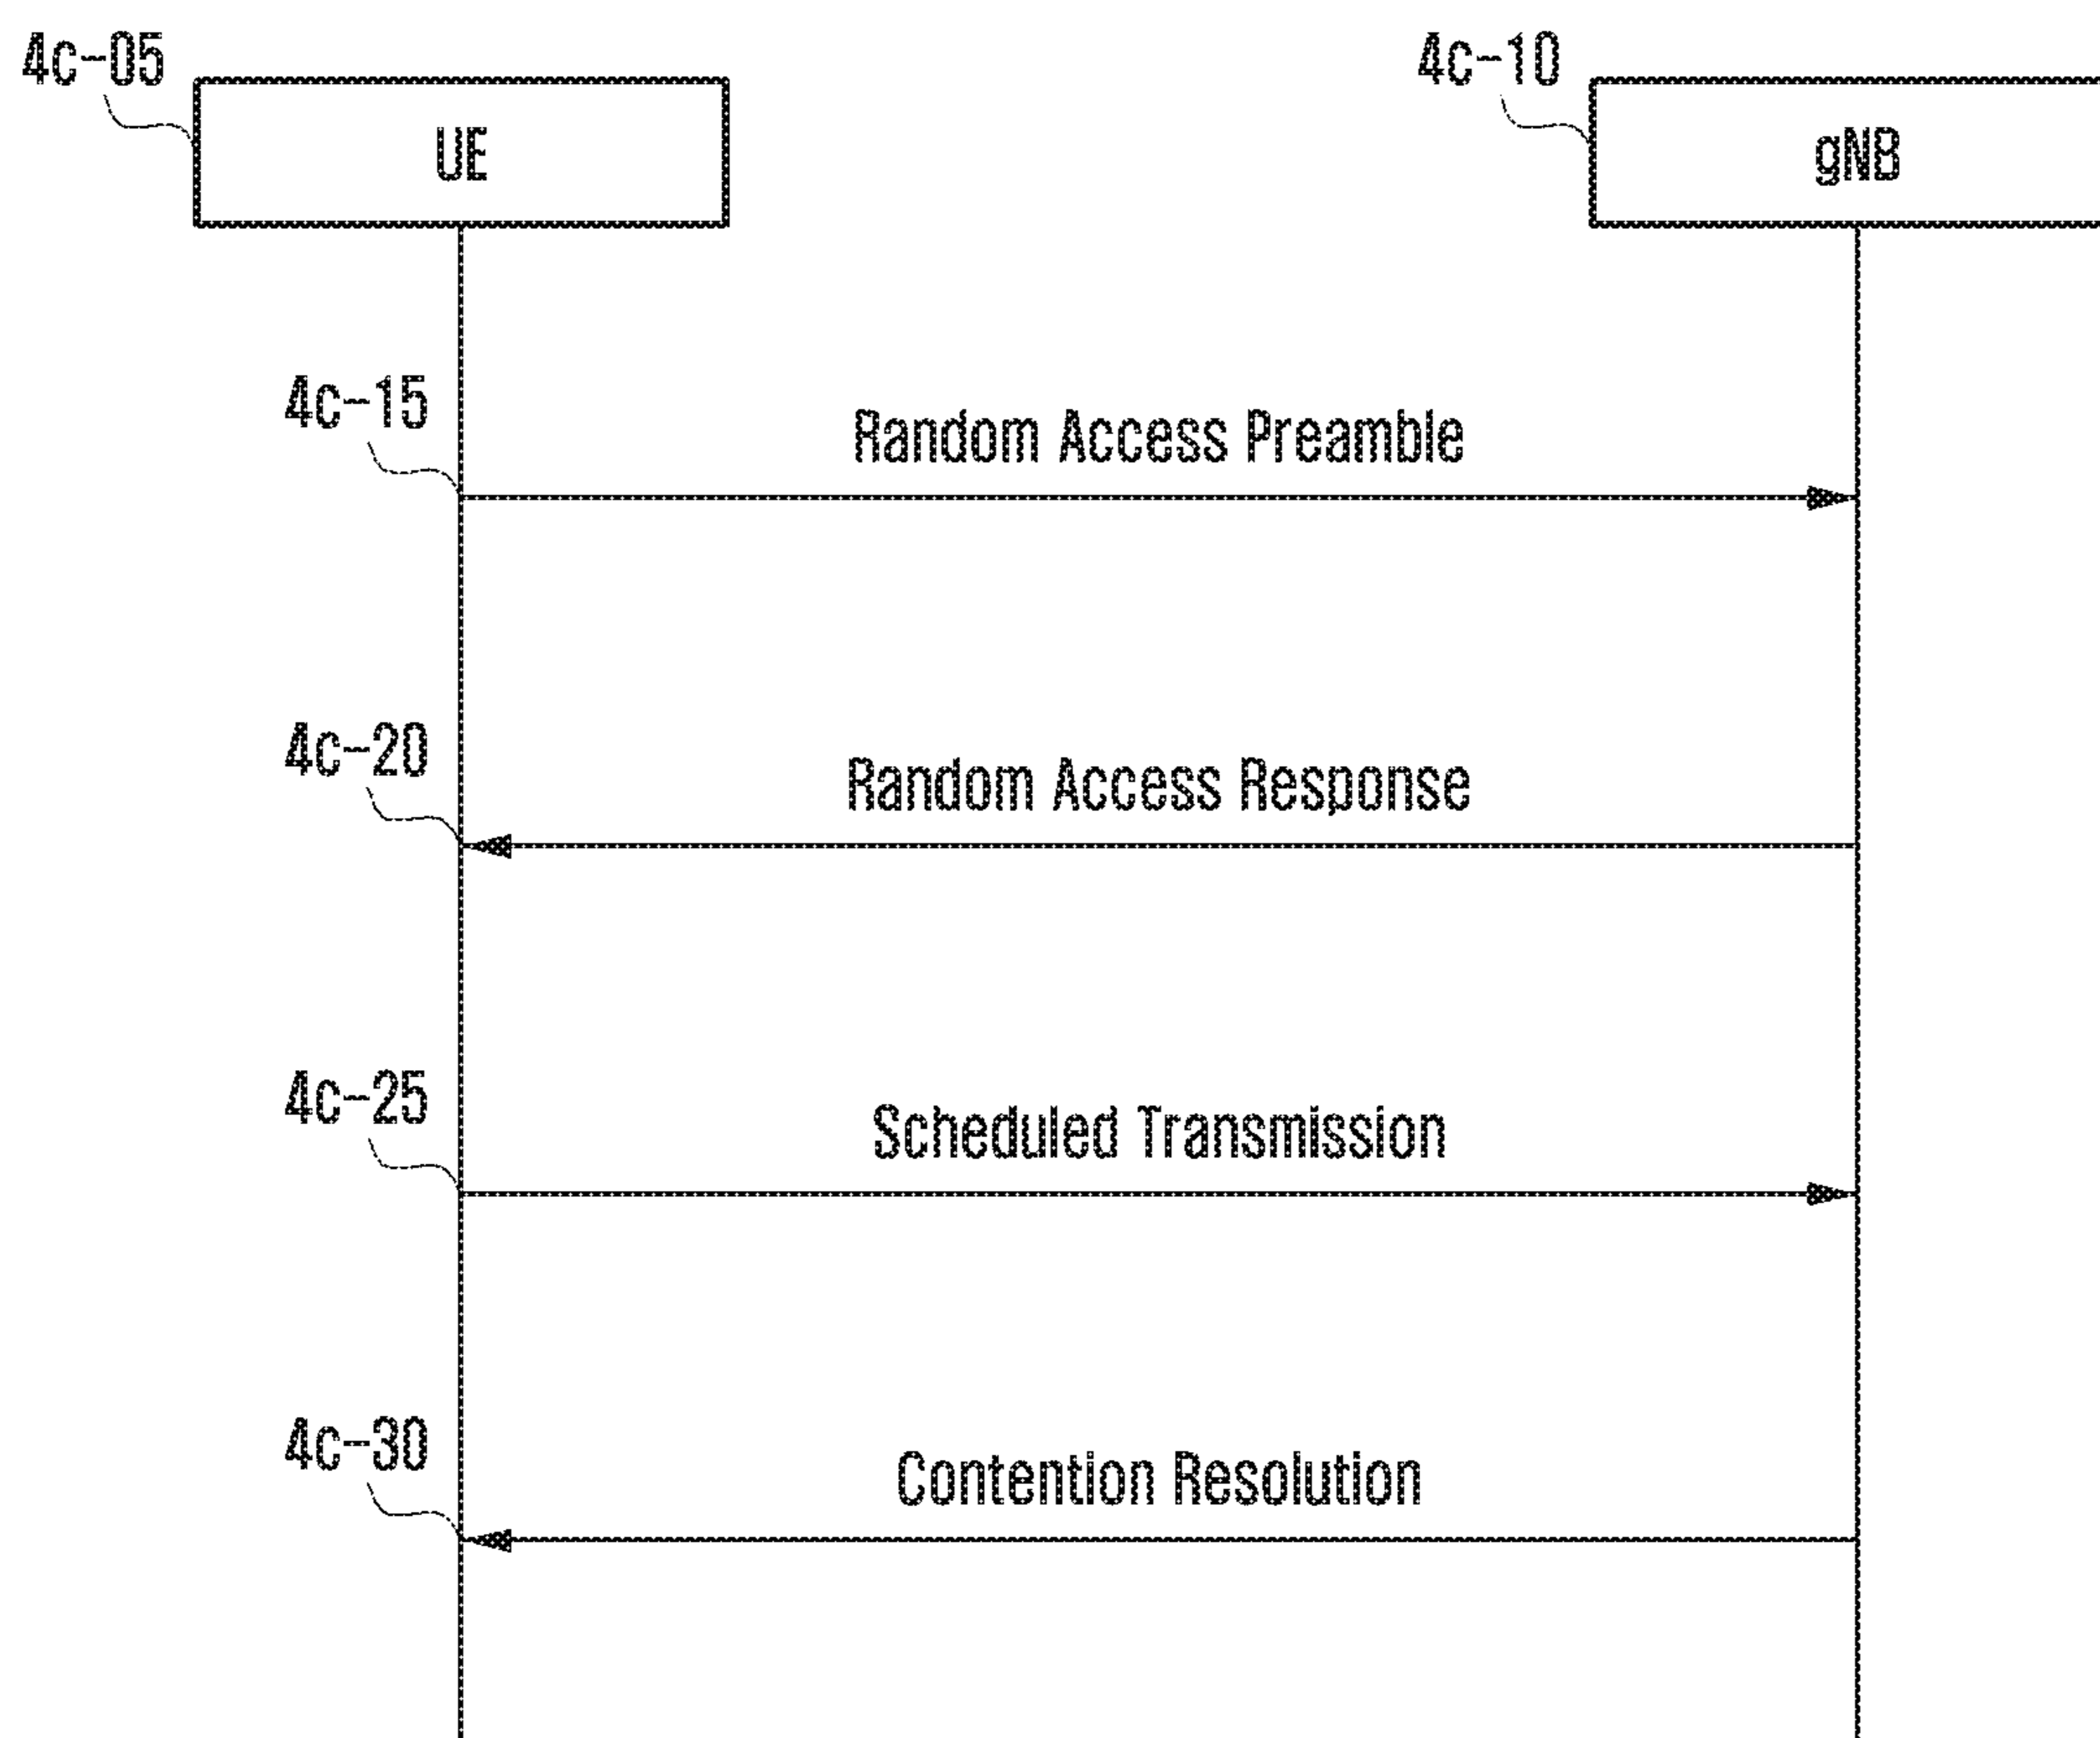 4c-05
4c-10
UE
gNB
4c-15
Random Access Preamble
4c-20
Random Access Response
4c-25
Scheduled Transmission
4c-30
Contention Resolution